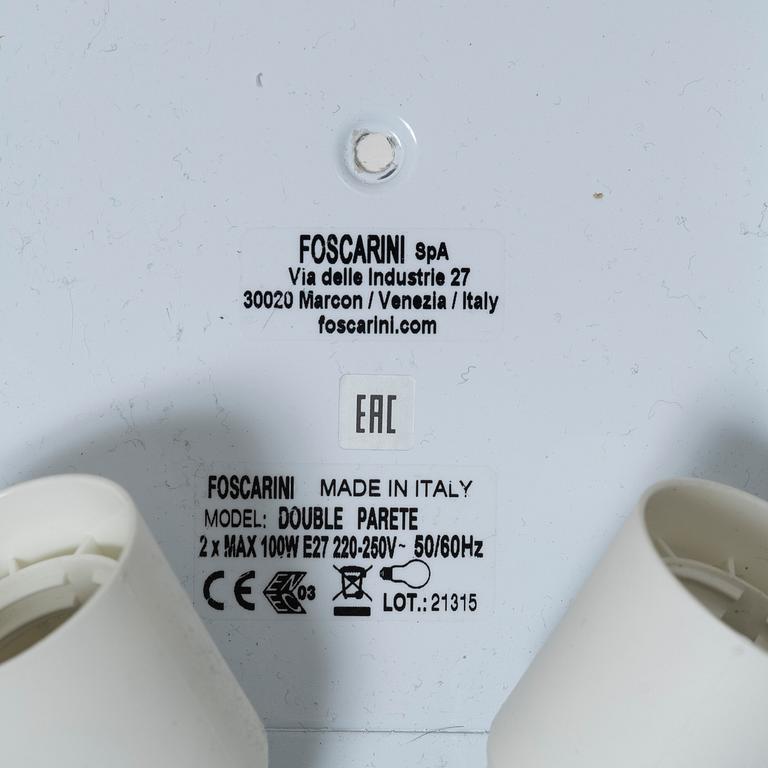 FOSCARINI SpA
Via delle Industrie 27
30020 Marcon / Venezia / Italy
foscarini.com
EAC
FOSCARINI MADE IN ITALY
MODEL: DOUBLE PARETE
2 x MAX 100W E27 220-250V~ 50/60Hz
CE ENEC 03
LOT.: 21315